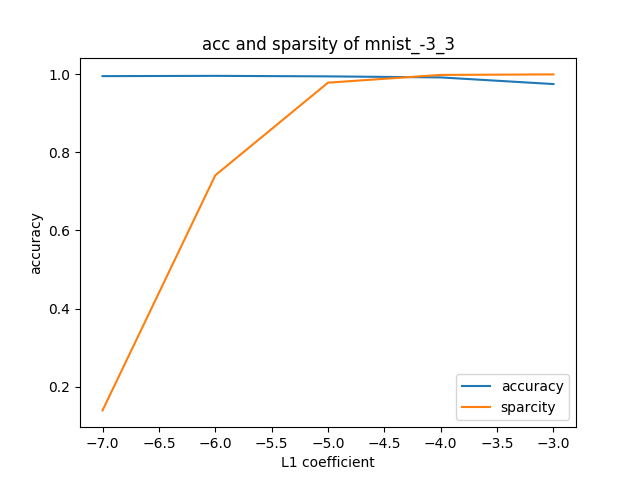 acc and sparsity of mnist_-3_3
accuracy
1.0
0.8
0.6
0.4
0.2
accuracy
sparcity
−7.0 −6.5 −6.0 −5.5 −5.0 −4.5 −4.0 −3.5 −3.0
L1 coefficient